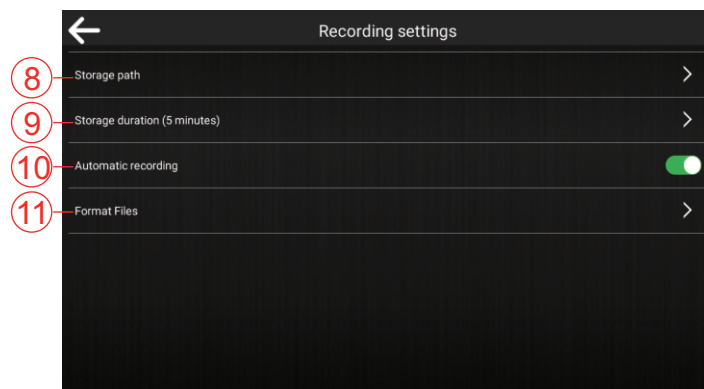 Recording settings
8 Storage path
9 Storage duration (5 minutes)
10 Automatic recording
11 Format Files